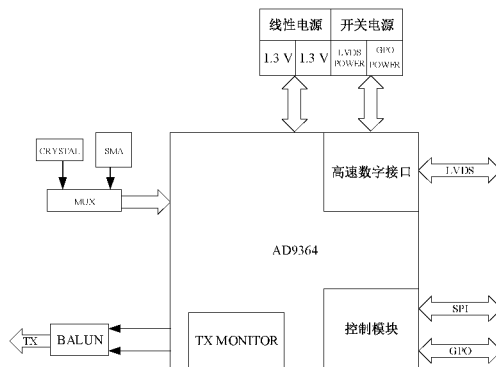 线性电源 开关电源
1.3 V 1.3 V LVDS POWER GPO POWER
CRYSTAL SMA
MUX
高速数字接口
LVDS
AD9364
SPI
TX BALUN
TX MONITOR
控制模块
GPO